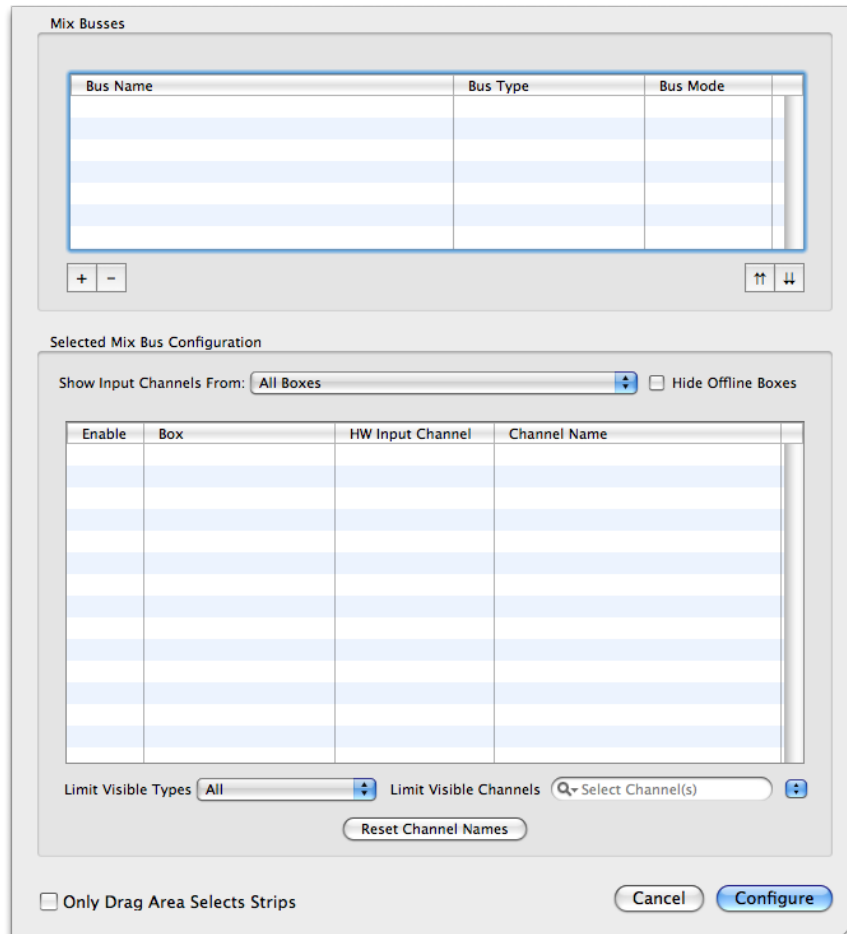 Mix Busses
Bus Name Bus Type Bus Mode
+ −
Selected Mix Bus Configuration
Show Input Channels From: All Boxes Hide Offline Boxes
Enable Box HW Input Channel Channel Name
Limit Visible Types All Limit Visible Channels Select Channel(s)
Reset Channel Names
Only Drag Area Selects Strips Cancel Configure